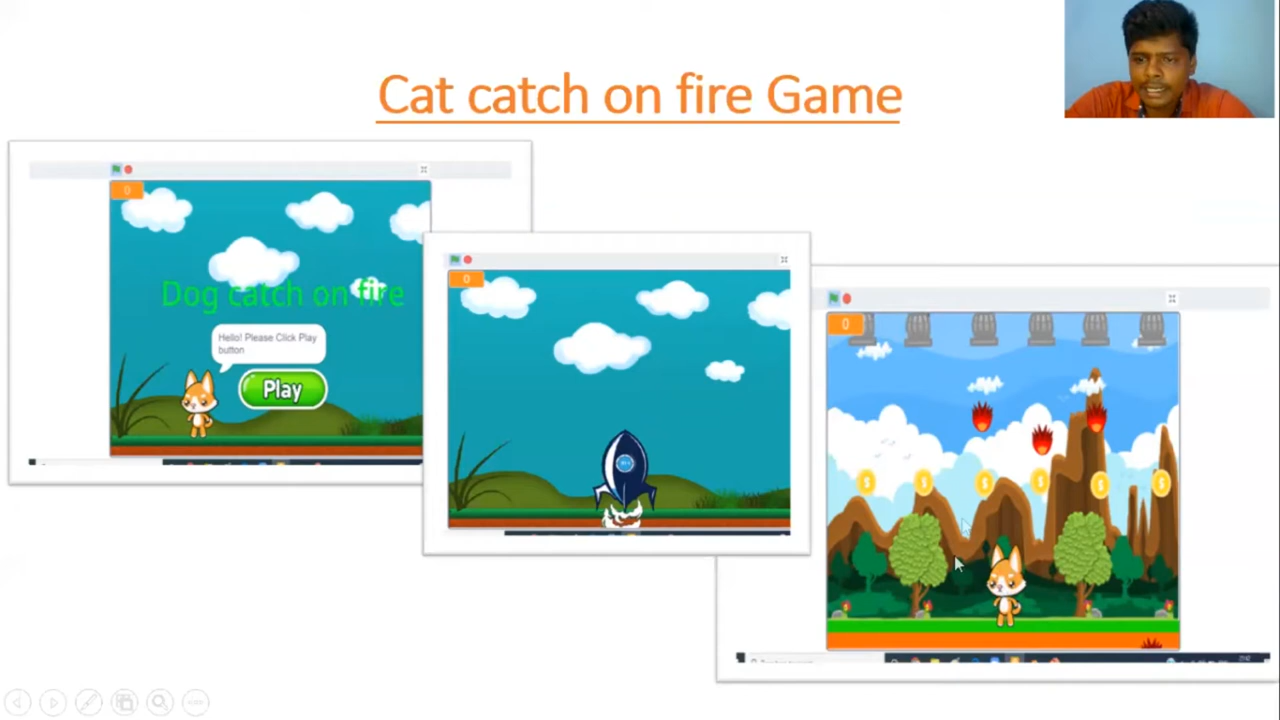 Cat catch on fire Game
0
Dog catch on fire
Hello! Please Click Play
button
Play
0
0